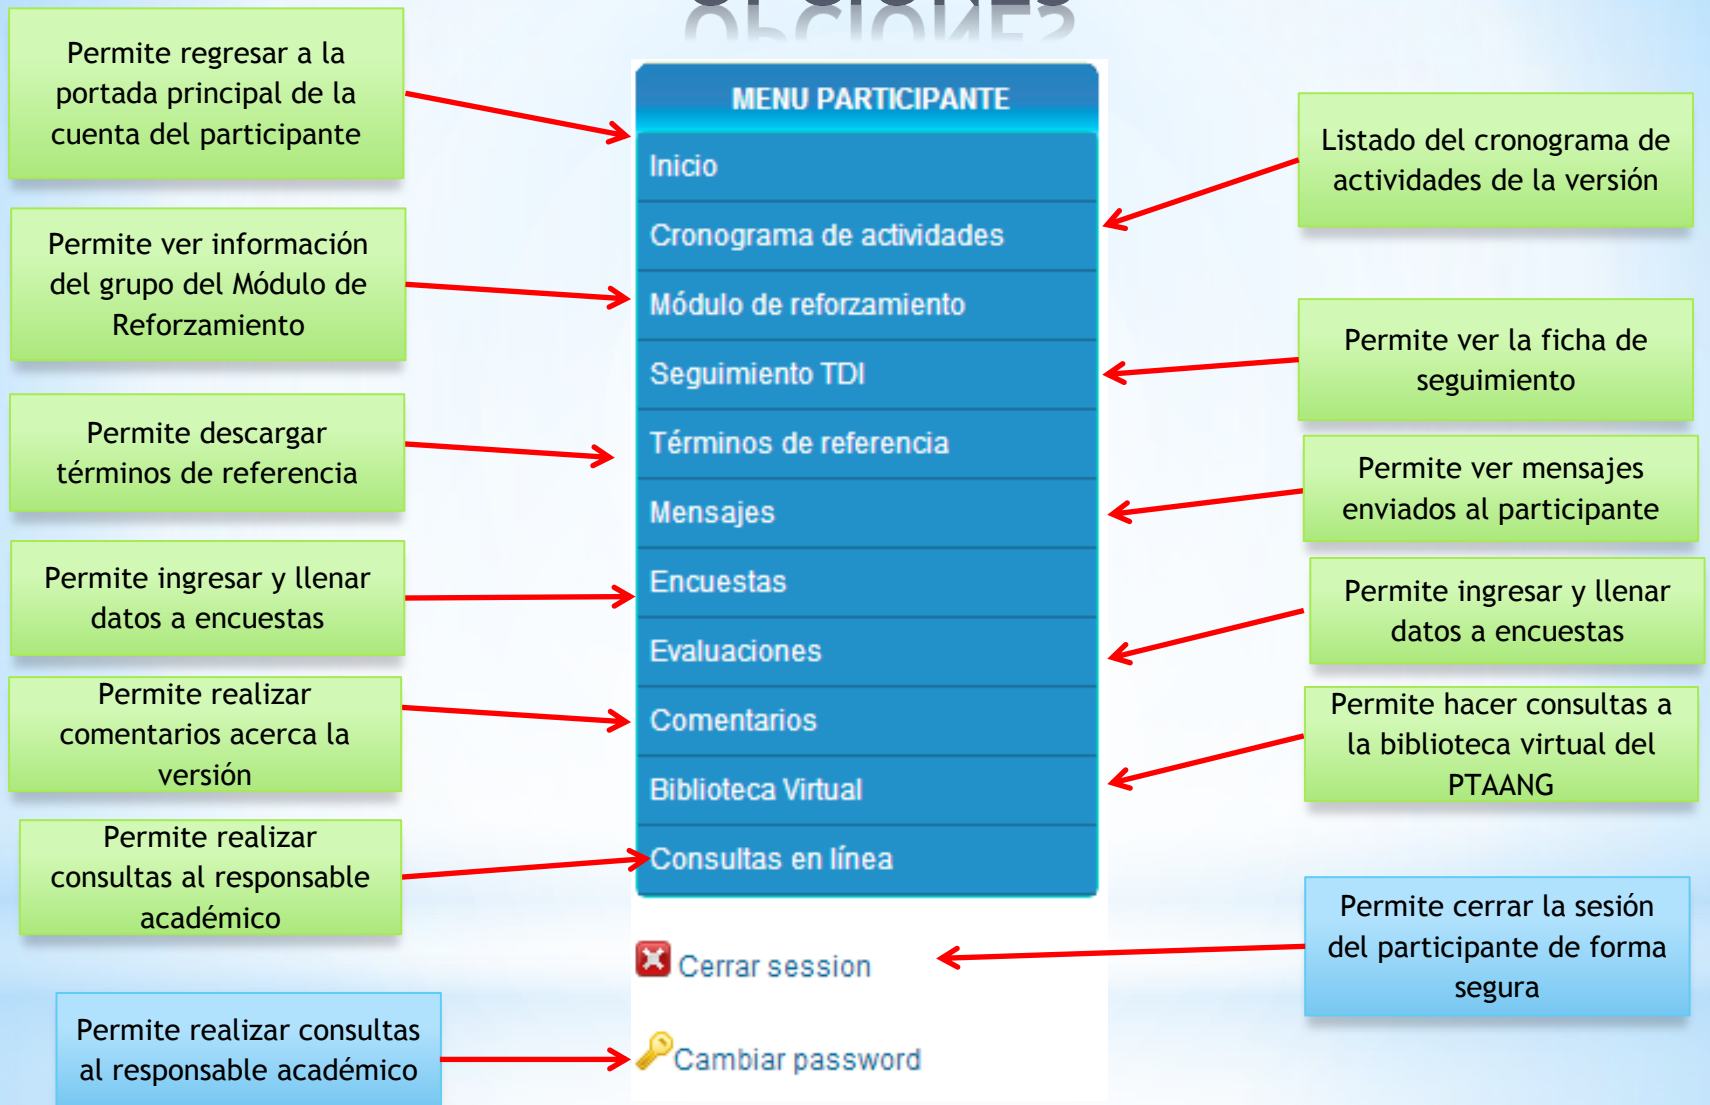 OPCIONES
Permite regresar a la
portada principal de la
cuenta del participante
Permite ver información
del grupo del Módulo de
Reforzamiento
Permite descargar
términos de referencia
Permite ingresar y llenar
datos a encuestas
Permite realizar
comentarios acerca la
versión
Permite realizar
consultas al responsable
académico
Permite realizar consultas
al responsable académico
MENU PARTICIPANTE
Inicio
Cronograma de actividades
Módulo de reforzamiento
Seguimiento TDI
Términos de referencia
Mensajes
Encuestas
Evaluaciones
Comentarios
Biblioteca Virtual
Consultas en línea
Cerrar session
Cambiar password
Listado del cronograma de
actividades de la versión
Permite ver la ficha de
seguimiento
Permite ver mensajes
enviados al participante
Permite ingresar y llenar
datos a encuestas
Permite hacer consultas a
la biblioteca virtual del
PTAANG
Permite cerrar la sesión
del participante de forma
segura